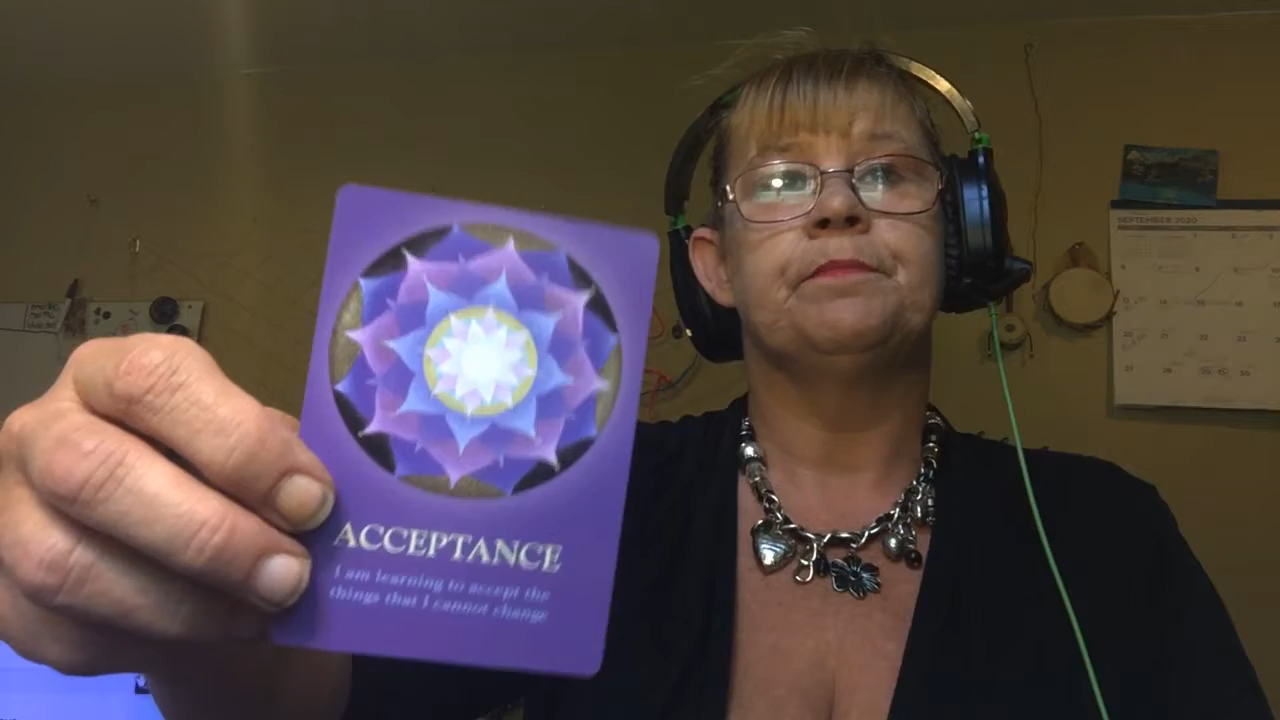 ACCEPTANCE
I am learning to accept the
things that I cannot change
SEPTEMBER 2020